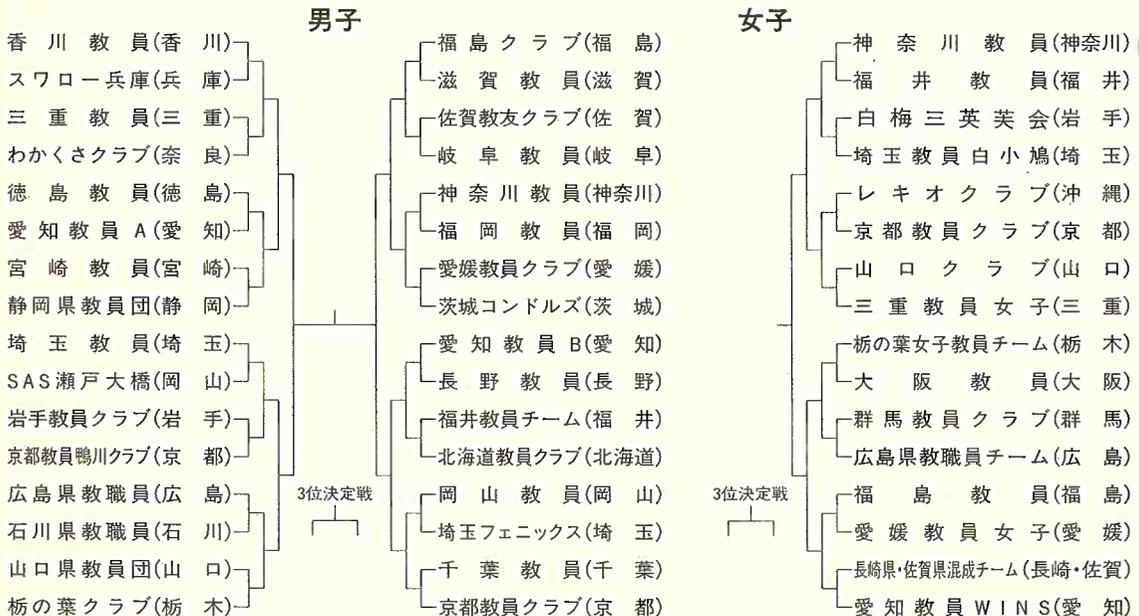 男子
香川教員(香川)
スワロー兵庫(兵庫)
三重教員(三重)
わかくさクラブ(奈良)
徳島教員(徳島)
愛知教員A(愛知)
宮崎教員(宮崎)
静岡県教員団(静岡)
埼玉教員(埼玉)
SAS瀬戸大橋(岡山)
岩手教員クラブ(岩手)
京都教員鴨川クラブ(京都)
広島県教職員(広島)
石川県教職員(石川)
山口県教員団(山口)
栃の葉クラブ(栃木)
3位決定戦
福島クラブ(福島)
滋賀教員(滋賀)
佐賀教友クラブ(佐賀)
岐阜教員(岐阜)
神奈川教員(神奈川)
福岡教員(福岡)
愛媛教員クラブ(愛媛)
茨城コンドルズ(茨城)
愛知教員B(愛知)
長野教員(長野)
福井教員チーム(福井)
北海道教員クラブ(北海道)
岡山教員(岡山)
埼玉フェニックス(埼玉)
千葉教員(千葉)
京都教員クラブ(京都)
女子
神奈川教員(神奈川)
福井教員(福井)
白梅三英芙会(岩手)
埼玉教員白小鳩(埼玉)
レキオクラブ(沖縄)
京都教員クラブ(京都)
山口クラブ(山口)
三重教員女子(三重)
栃の葉女子教員チーム(栃木)
大阪教員(大阪)
群馬教員クラブ(群馬)
広島県教職員チーム(広島)
福島教員(福島)
愛媛教員女子(愛媛)
長崎県・佐賀県混成チーム(長崎・佐賀)
愛知教員WINS(愛知)
3位決定戦